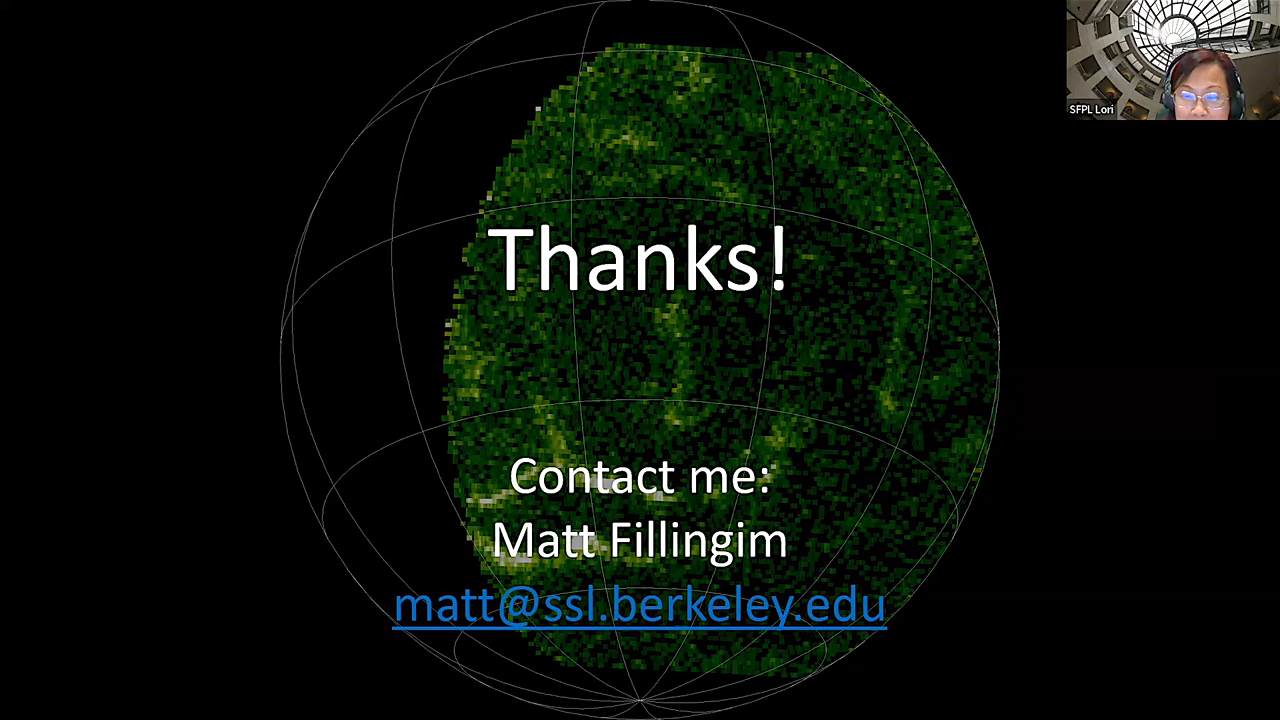 SFPL Lori
Thanks!
Contact me:
Matt Fillingim
matt@ssl.berkeley.edu